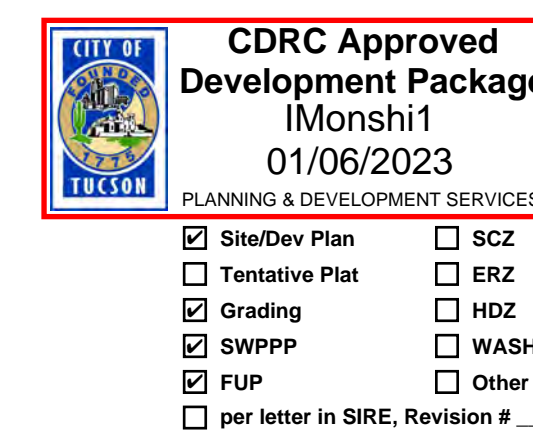 CITY OF
FOUNDED
1775
TUCSON
CDRC Approved
Development Package
IMonshi1
01/06/2023
PLANNING & DEVELOPMENT SERVICES
Site/Dev Plan SCZ
Tentative Plat ERZ
Grading HDZ
SWPPP WASH
FUP Other
per letter in SIRE, Revision # __